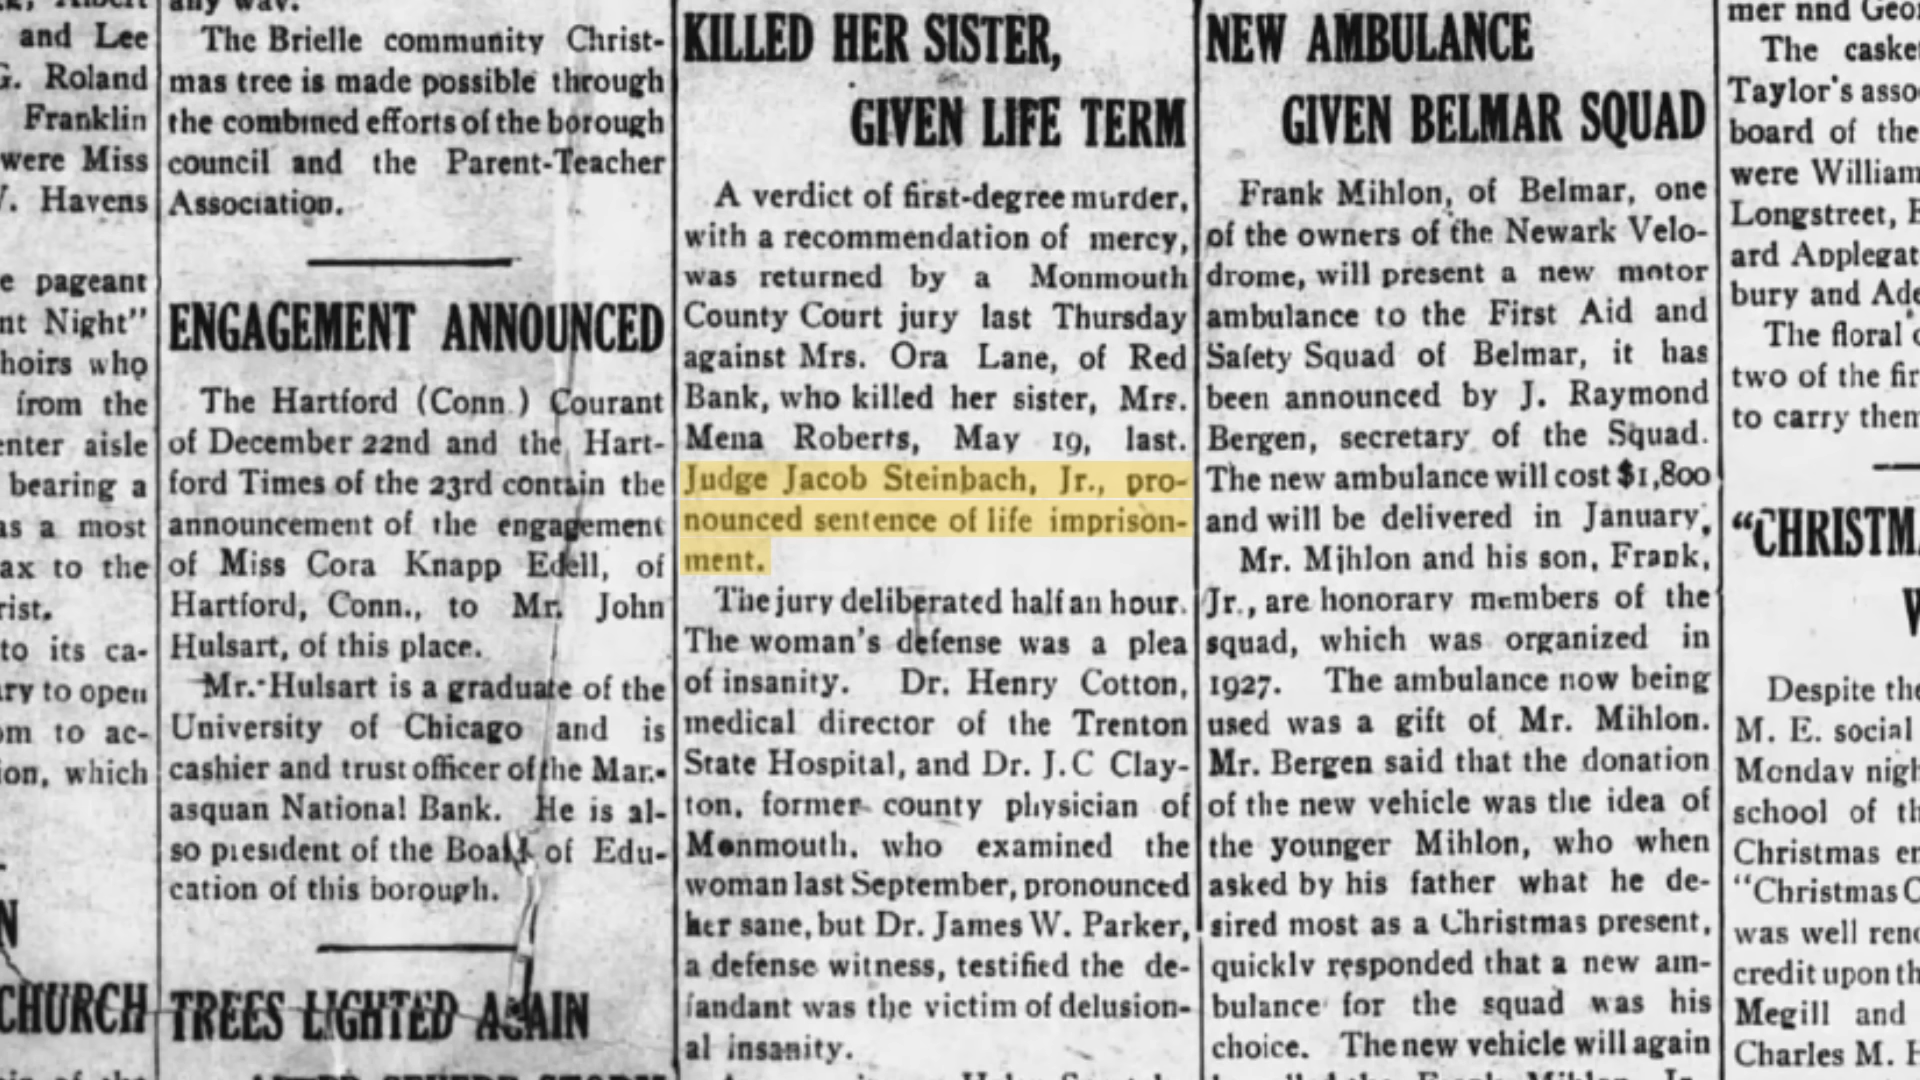 and Lee
G. Roland
Franklin
were Miss
Havens
e pageant
nt Night"
hoirs who
from the
enter aisle
bearing a
as a most
ax to the
rist.
to its ca-
ary to open
om to ac-
ion, which
N
CHURCH
any way.
The Brielle community Christ-
mas tree is made possible through
the combined efforts of the borough
council and the Parent-Teacher
Association.
ENGAGEMENT ANNOUNCED
The Hartford (Conn.) Courant
of December 22nd and the Hart-
ford Times of the 23rd contain the
announcement of the engagement
of Miss Cora Knapp Edell, of
Hartford, Conn., to Mr. John
Hulsart, of this place.
Mr. Hulsart is a graduate of the
University of Chicago and is
cashier and trust officer of the Man-
asquan National Bank. He is al-
so president of the Board of Edu-
cation of this borough.
TREES LIGHTED AGAIN
AFTER SEVERE STORM
KILLED HER SISTER,
GIVEN LIFE TERM
A verdict of first-degree murder,
with a recommendation of mercy,
was returned by a Monmouth
County Court jury last Thursday
against Mrs. Ora Lane, of Red
Bank, who killed her sister, Mrs.
Mena Roberts, May 19, last.
Judge Jacob Steinbach, Jr., pro-
nounced sentence of life imprison-
ment.
The jury deliberated half an hour.
The woman's defense was a plea
of insanity. Dr. Henry Cotton,
medical director of the Trenton
State Hospital, and Dr. J.C Clay-
ton, former county physician of
Monmouth, who examined the
woman last September, pronounced
her sane, but Dr. James W. Parker,
a defense witness, testified the de-
fandant was the victim of delusion-
al insanity.
NEW AMBULANCE
GIVEN BELMAR SQUAD
Frank Mihlon, of Belmar, one
of the owners of the Newark Velo-
drome, will present a new motor
ambulance to the First Aid and
Safety Squad of Belmar, it has
been announced by J. Raymond
Bergen, secretary of the Squad.
The new ambulance will cost $1,800
and will be delivered in January.
Mr. Mihlon and his son, Frank,
Jr., are honorary members of the
squad, which was organized in
1927. The ambulance now being
used was a gift of Mr. Mihlon.
Mr. Bergen said that the donation
of the new vehicle was the idea of
the younger Mihlon, who when
asked by his father what he de-
sired most as a Christmas present,
quickly responded that a new am-
bulance for the squad was his
choice. The new vehicle will again
mer nnd Geor
The caske
Taylor's asso
board of the
were William
Longstreet, E
ard Applegat
bury and Ade
The floral
two of the fir
to carry them
"CHRISTMA
W
Despite the
M. E. social
Monday nigh
school of th
Christmas en
"Christmas C
was well rend
credit upon th
Megill and
Charles M. H